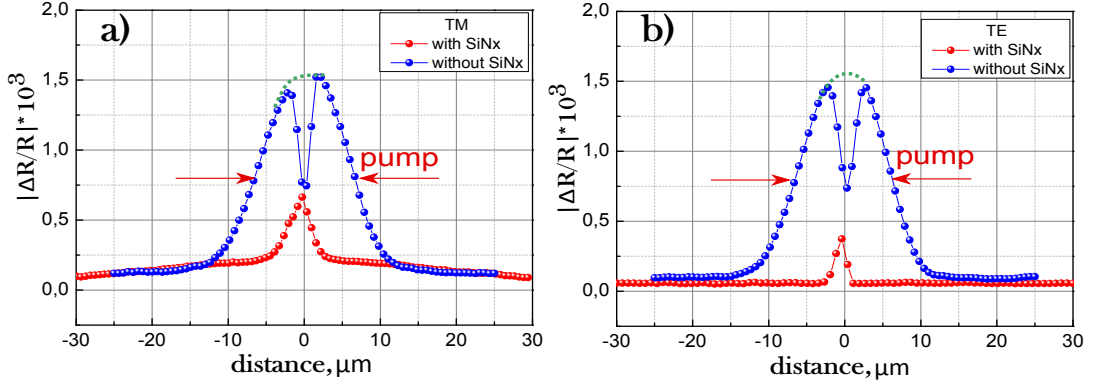 a)
TM
with SiNx
without SiNx
pump
|ΔR/R|*10³
2,0
1,5
1,0
0,5
0,0
-30 -20 -10 0 10 20 30
distance, μm
b)
TE
with SiNx
without SiNx
pump
|ΔR/R|*10³
2,0
1,5
1,0
0,5
0,0
-30 -20 -10 0 10 20 30
distance, μm